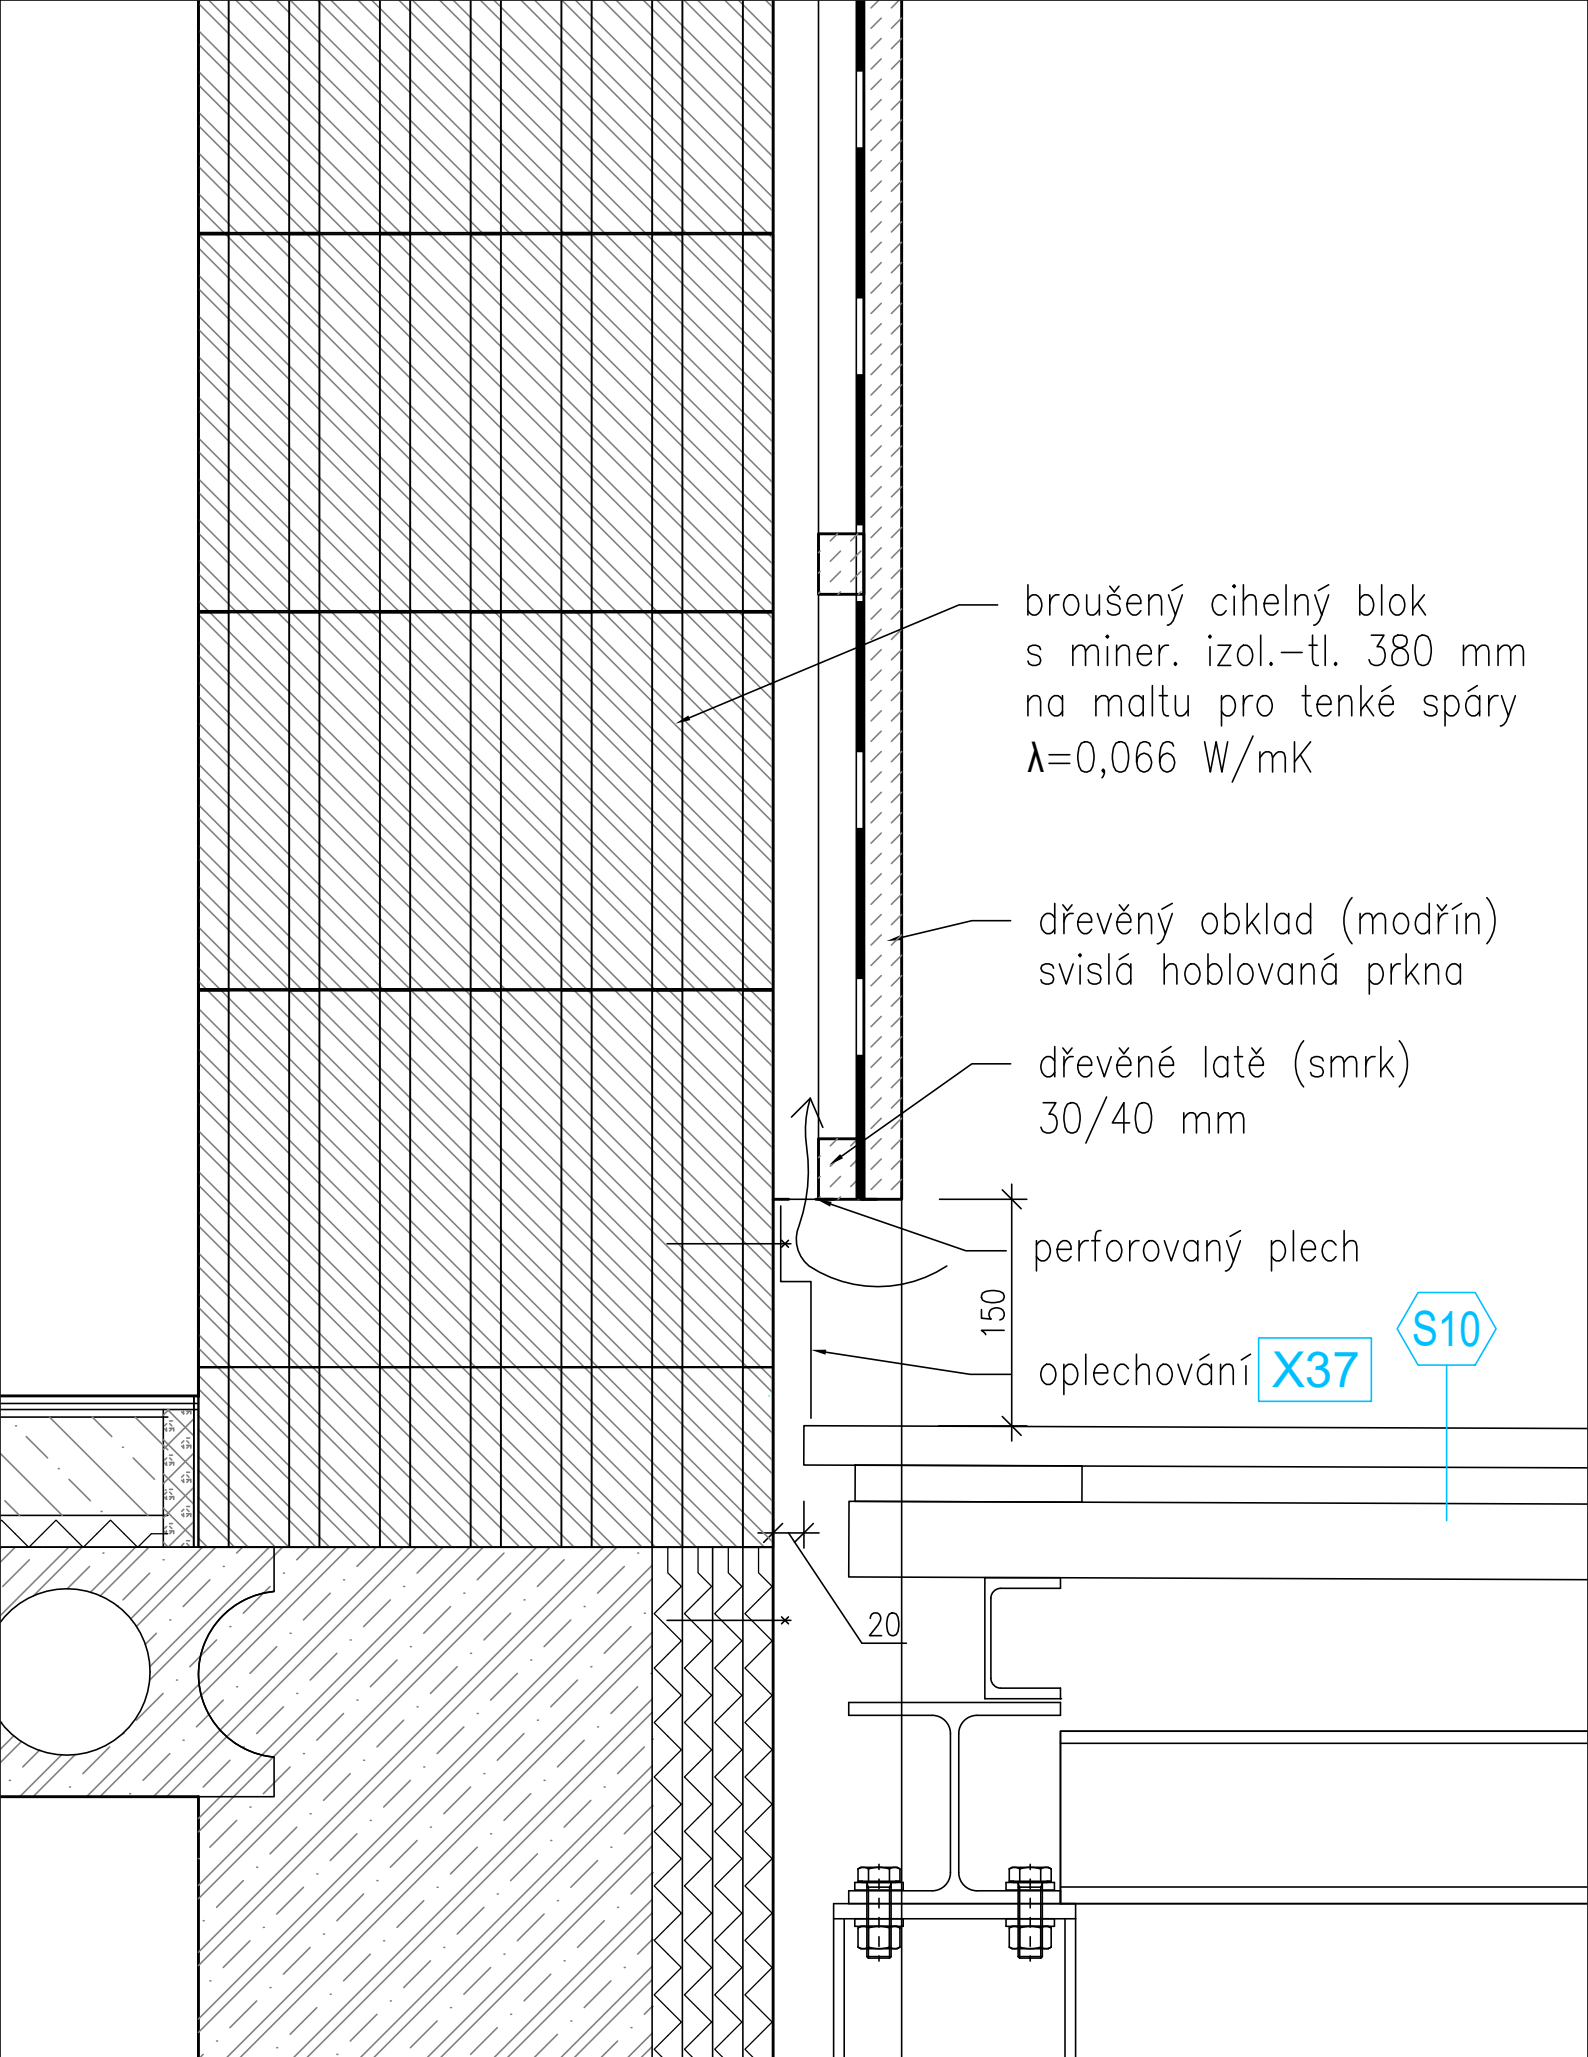 broušený cihelný blok
s miner. izol.-tl. 380 mm
na maltu pro tenké spáry
λ=0,066 W/mK
dřevěný obklad (modřín)
svislá hoblovaná prkna
dřevěné latě (smrk)
30/40 mm
perforovaný plech
150
S10
oplechování X37
20